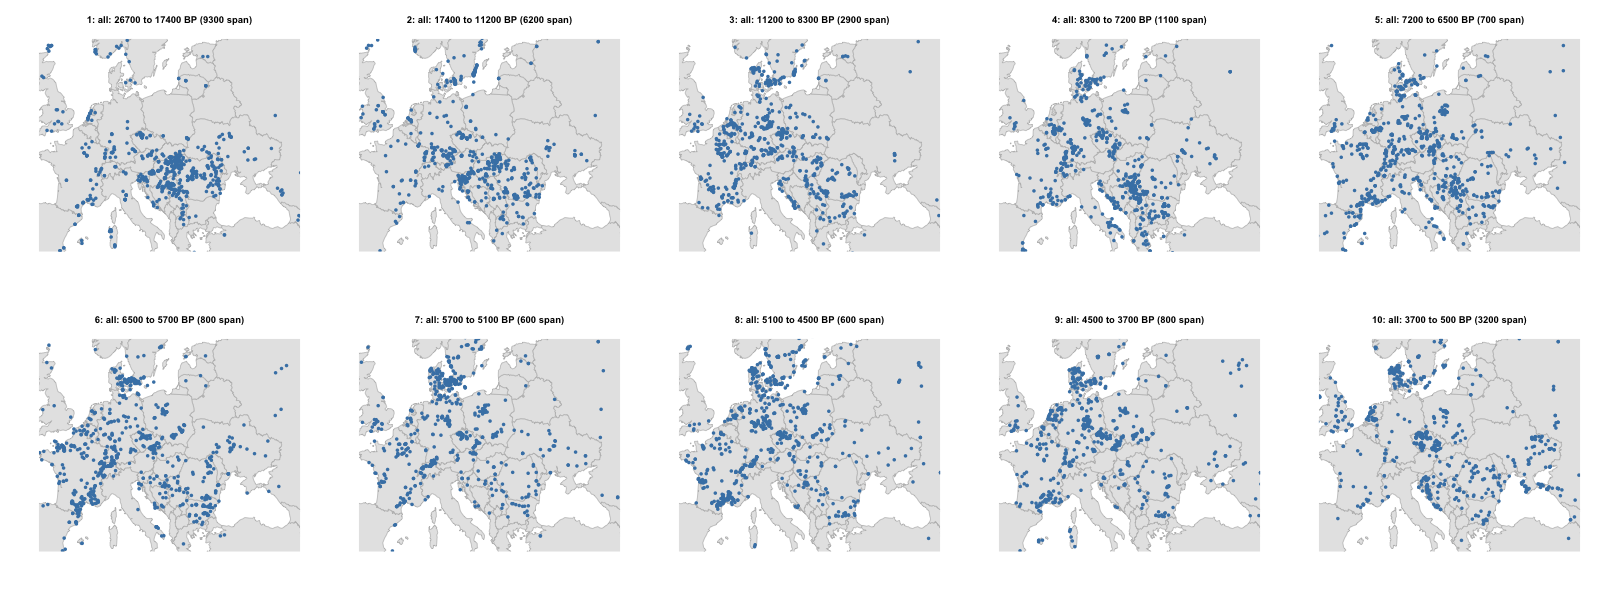 1: all: 26700 to 17400 BP (9300 span)
2: all: 17400 to 11200 BP (6200 span)
3: all: 11200 to 8300 BP (2900 span)
4: all: 8300 to 7200 BP (1100 span)
5: all: 7200 to 6500 BP (700 span)
6: all: 6500 to 5700 BP (800 span)
7: all: 5700 to 5100 BP (600 span)
8: all: 5100 to 4500 BP (600 span)
9: all: 4500 to 3700 BP (800 span)
10: all: 3700 to 500 BP (3200 span)